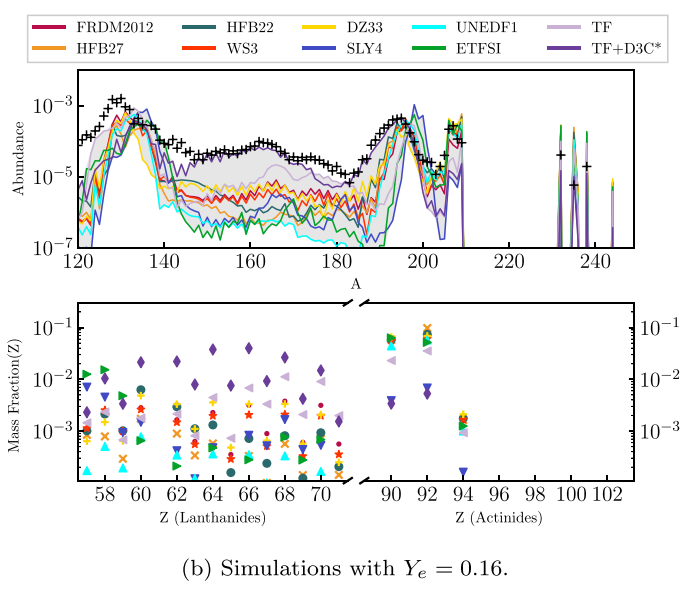 FRDM2012 HFB22 DZ33 UNEDF1 TF
HFB27 WS3 SLY4 ETFSI TF+D3C*
10⁻³
10⁻⁵
10⁻⁷
Abundance
120 140 160 180 200 220 240
A
10⁻¹ 10⁻¹
10⁻² 10⁻²
10⁻³ 10⁻³
Mass Fraction(Z)
58 60 62 64 66 68 70 90 92 94 96 98 100 102
Z (Lanthanides) Z (Actinides)
(b) Simulations with Yₑ = 0.16.